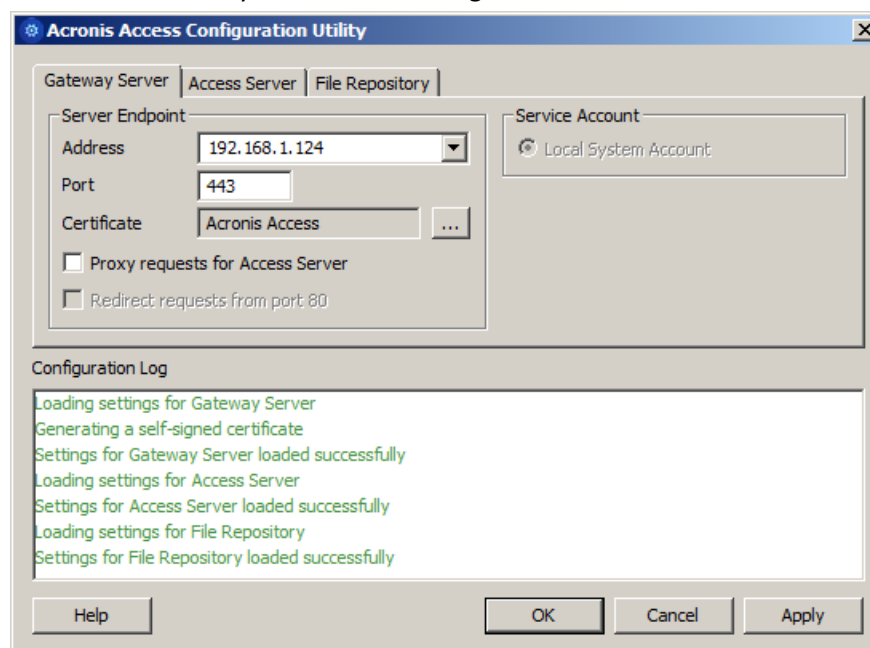 Acronis Access Configuration Utility
Gateway Server Access Server File Repository
Server Endpoint
Address 192.168.1.124
Port 443
Certificate Acronis Access ...
Proxy requests for Access Server
Redirect requests from port 80
Service Account
Local System Account
Configuration Log
Loading settings for Gateway Server
Generating a self-signed certificate
Settings for Gateway Server loaded successfully
Loading settings for Access Server
Settings for Access Server loaded successfully
Loading settings for File Repository
Settings for File Repository loaded successfully
Help OK Cancel Apply